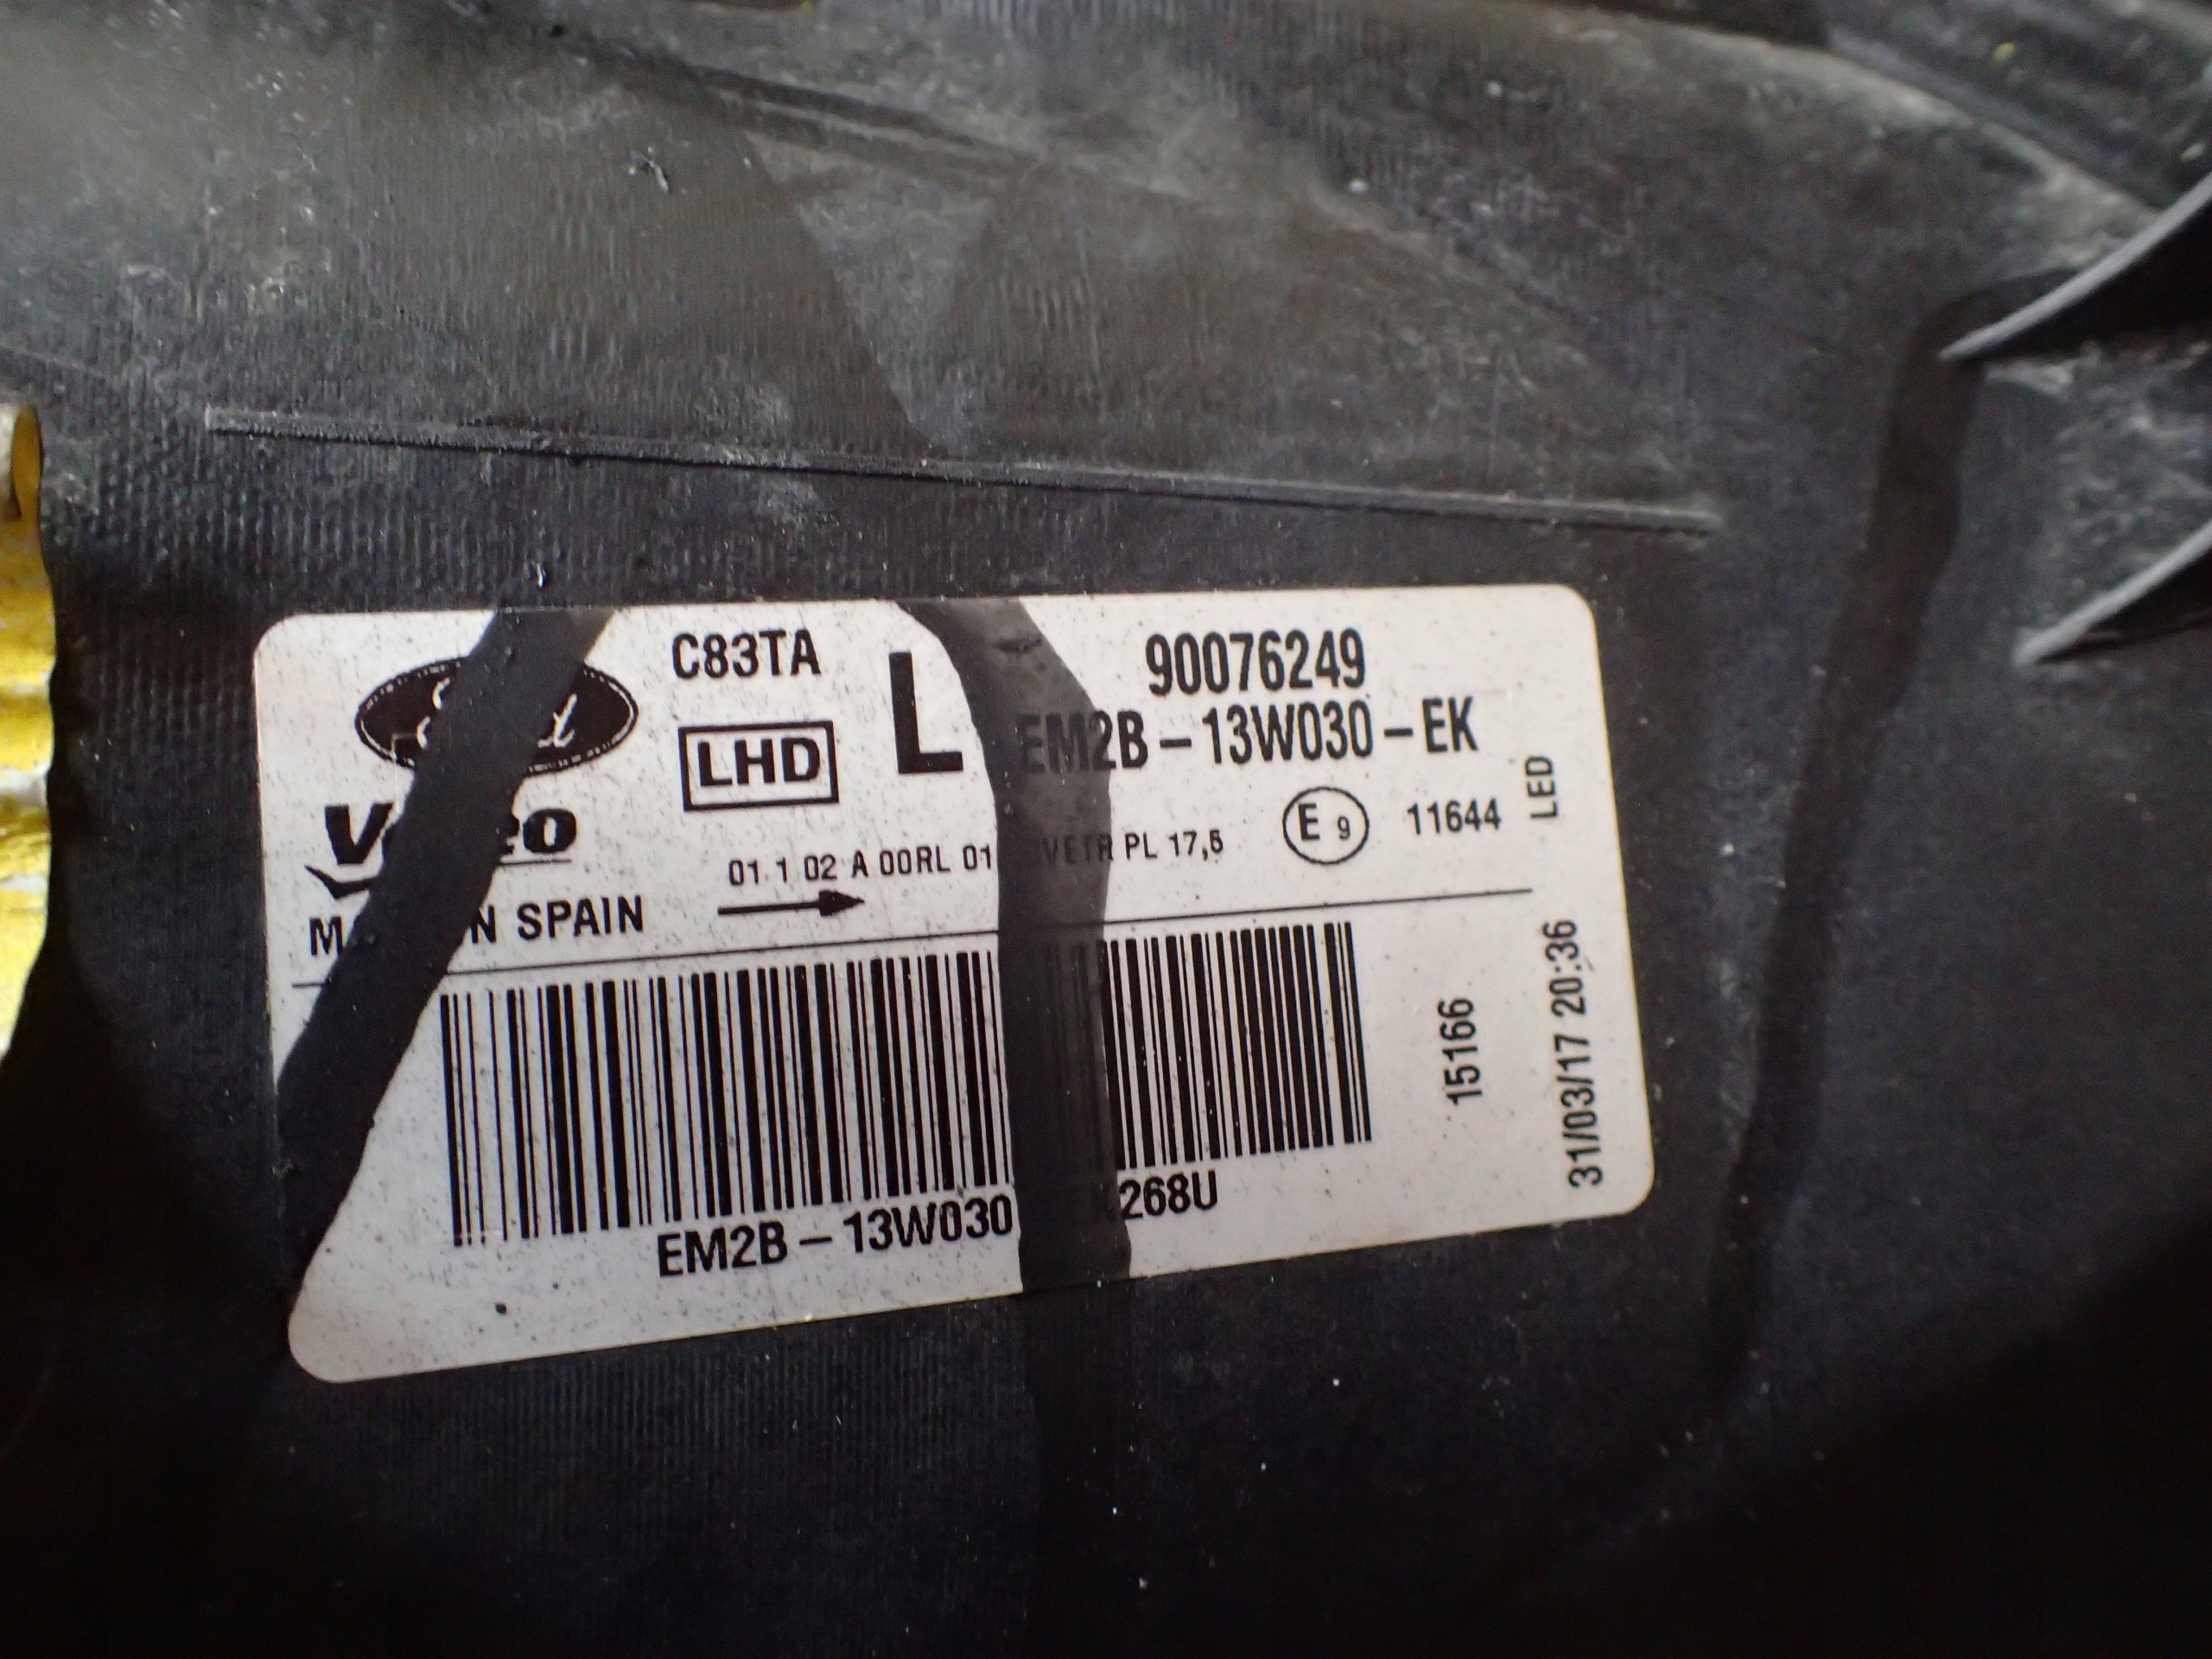 C83TA
LHD
L
90076249
EM2B-13W030-EK
01 1 02 A 00RL 01
PL 17,5
E 9
11644
LED
SPAIN
15166
31/03/17 20:36
EM2B-13W030
268U